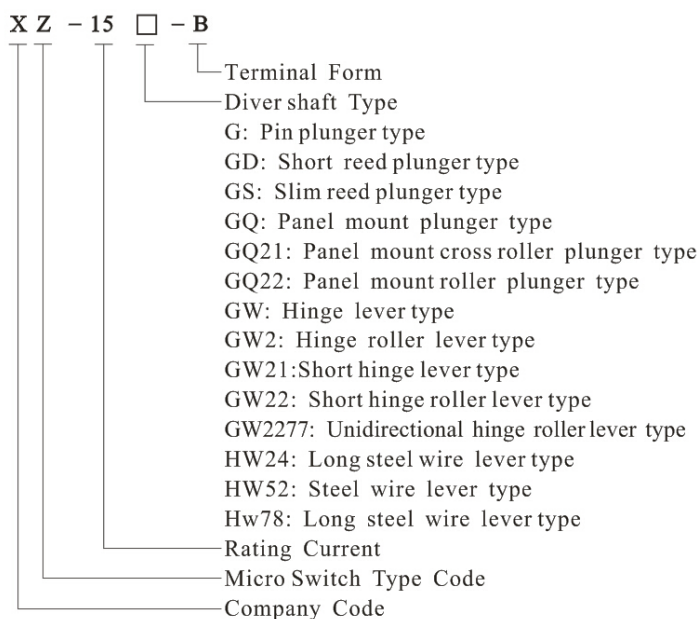 X Z - 15 □ - B
Terminal Form
Diver shaft Type
G: Pin plunger type
GD: Short reed plunger type
GS: Slim reed plunger type
GQ: Panel mount plunger type
GQ21: Panel mount cross roller plunger type
GQ22: Panel mount roller plunger type
GW: Hinge lever type
GW2: Hinge roller lever type
GW21:Short hinge lever type
GW22: Short hinge roller lever type
GW2277: Unidirectional hinge roller lever type
HW24: Long steel wire lever type
HW52: Steel wire lever type
Hw78: Long steel wire lever type
Rating Current
Micro Switch Type Code
Company Code